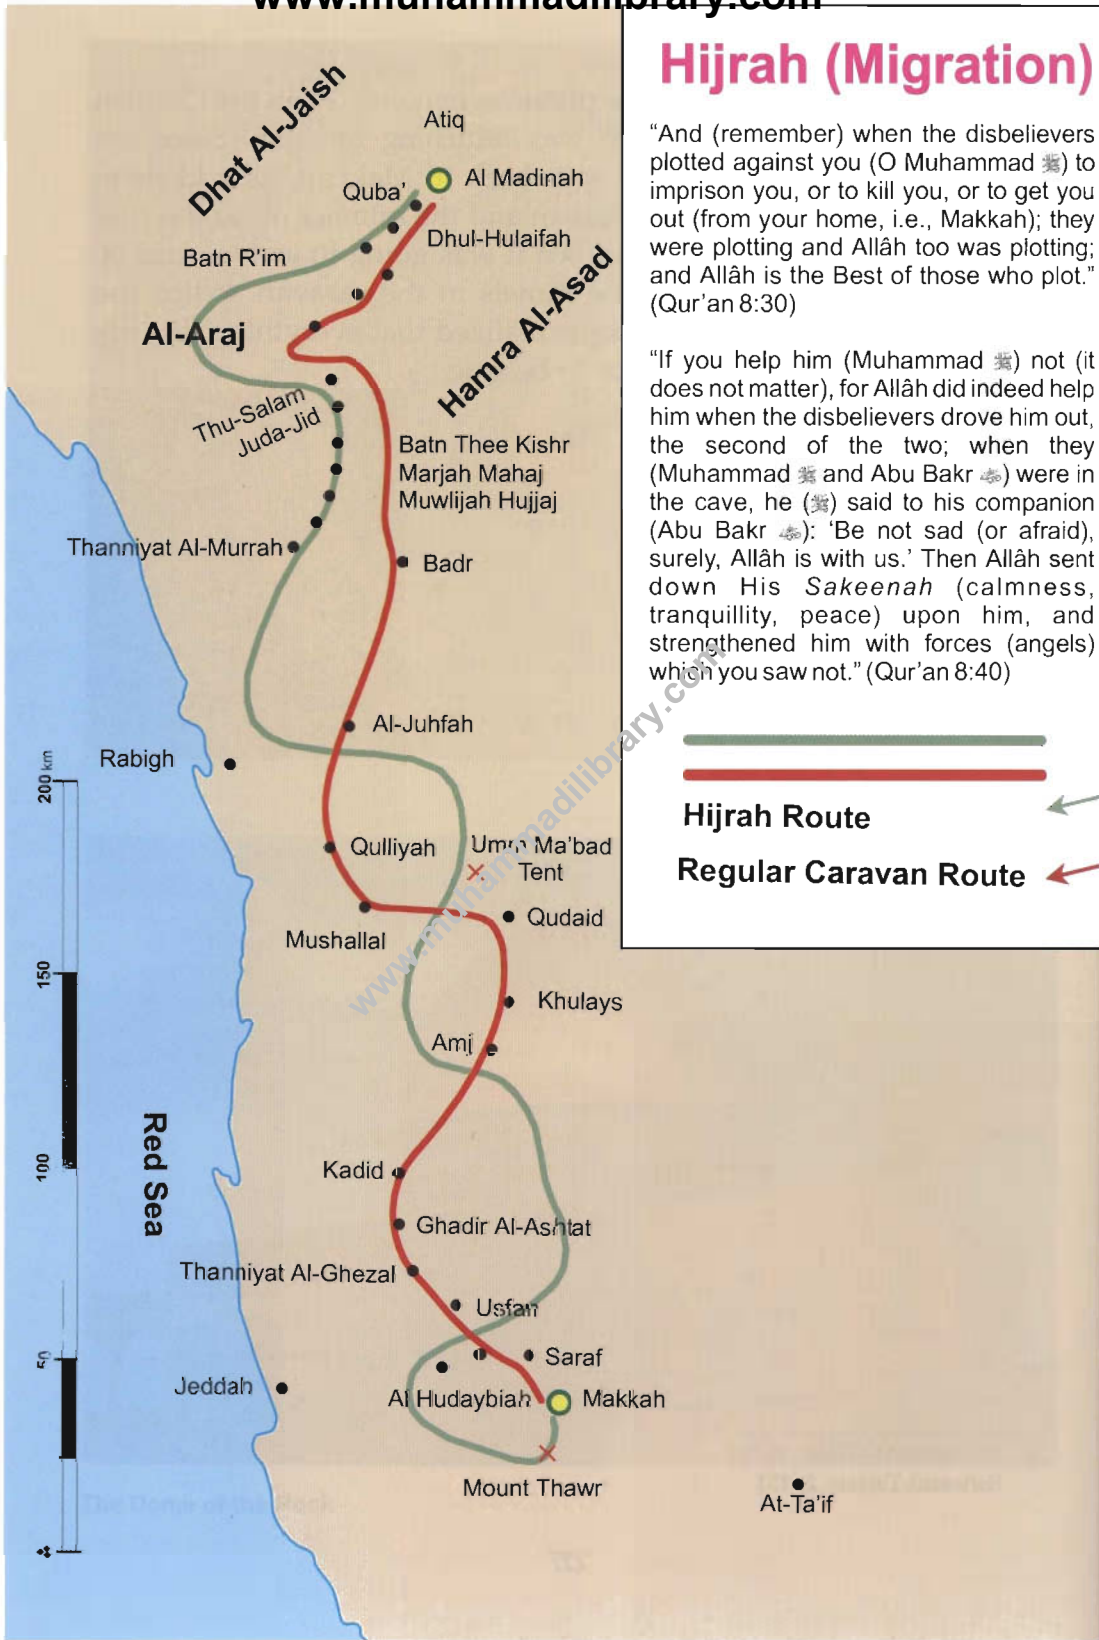 www.muhammadilibrary.com
Hijrah (Migration)
“And (remember) when the disbelievers
plotted against you (O Muhammad ﷺ) to
imprison you, or to kill you, or to get you
out (from your home, i.e., Makkah); they
were plotting and Allâh too was plotting;
and Allâh is the Best of those who plot.”
(Qur’an 8:30)
“If you help him (Muhammad ﷺ) not (it
does not matter), for Allâh did indeed help
him when the disbelievers drove him out,
the second of the two; when they
(Muhammad ﷺ and Abu Bakr) were in
the cave, he (ﷺ) said to his companion
(Abu Bakr): ‘Be not sad (or afraid),
surely, Allâh is with us.’ Then Allâh sent
down His Sakeenah (calmness,
tranquillity, peace) upon him, and
strengthened him with forces (angels)
which you saw not.” (Qur’an 8:40)
Hijrah Route
Regular Caravan Route
Dhat Al-Jaish
Atiq
Al Madinah
Quba’
Dhul-Hulaifah
Batn R’im
Al-Araj
Hamra Al-Asad
Thu-Salam
Juda-Jid
Batn Thee Kishr
Marjah Mahaj
Muwlijah Hujjaj
Thanniyat Al-Murrah
Badr
Al-Juhfah
Rabigh
200 km
Qulliyah
Umm Ma’bad
Tent
Qudaid
Mushallal
150
Khulays
Amj
Red Sea
100
Kadid
Ghadir Al-Ashtat
Thanniyat Al-Ghezal
Usfan
50
Saraf
Jeddah
Al Hudaybiah
Makkah
Mount Thawr
At-Ta’if
www.muhammadilibrary.com